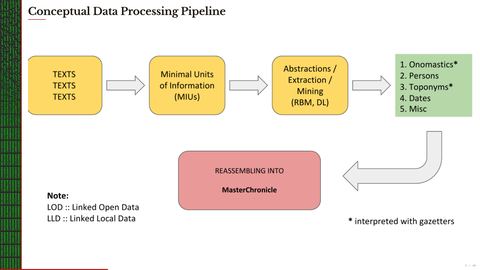 Conceptual Data Processing Pipeline
TEXTS
TEXTS
TEXTS
Minimal Units
of Information
(MIUs)
Abstractions /
Extraction /
Mining
(RBM, DL)
1. Onomastics*
2. Persons
3. Toponyms*
4. Dates
5. Misc
REASSEMBLING INTO
MasterChronicle
Note:
LOD :: Linked Open Data
LLD :: Linked Local Data
* interpreted with gazetters